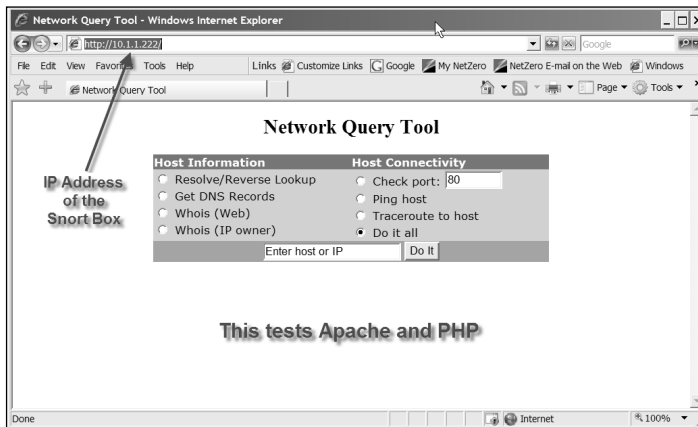 Network Query Tool - Windows Internet Explorer
http://10.1.1.222/
Google
File Edit View Favorites Tools Help
Links Customize Links Google My NetZero NetZero E-mail on the Web Windows
Network Query Tool
Page Tools
Network Query Tool
Host Information Host Connectivity
Resolve/Reverse Lookup Check port: 80
Get DNS Records Ping host
Whois (Web) Traceroute to host
Whois (IP owner) Do it all
Enter host or IP Do It
IP Address
of the
Snort Box
This tests Apache and PHP
Done Internet 100%